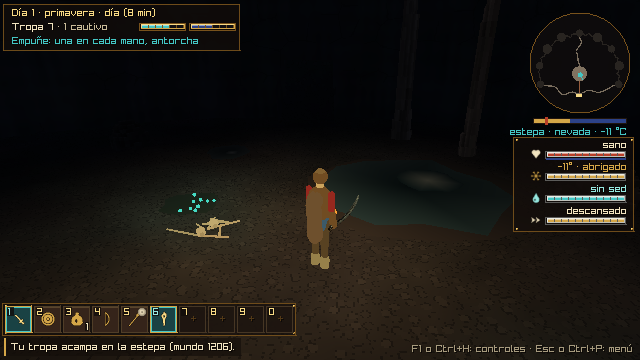 Día 1 · primavera · día (8 min)
Tropa 7 · 1 cautivo
Empuñe: una en cada mano, antorcha
estepa · nevada · -11 °C
sano
-11° · abrigado
sin sed
descansado
1 2 3 4 5 6 7 8 9 0
1
Tu tropa acampa en la estepa (mundo 1206).
F1 o Ctrl+H: controles · Esc o Ctrl+P: menú